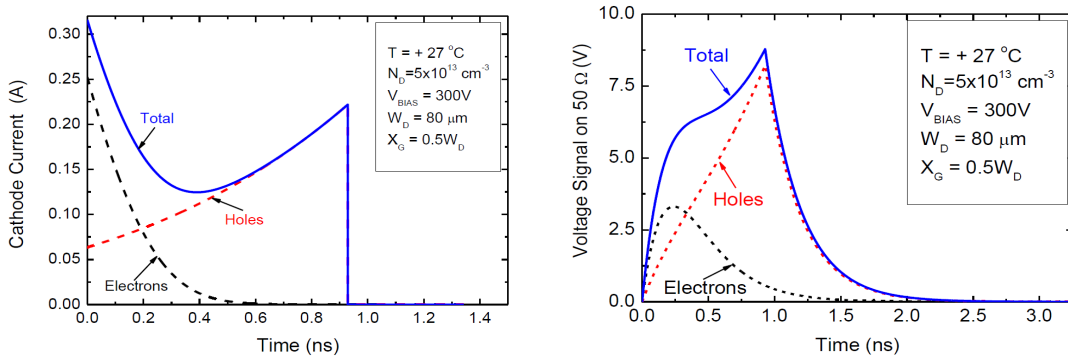 0.30
0.25
0.20
0.15
0.10
0.05
0.00
Cathode Current (A)
0.0 0.2 0.4 0.6 0.8 1.0 1.2 1.4
Time (ns)
Total
Holes
Electrons
T = + 27 °C
N_D=5x10^13 cm^-3
V_BIAS = 300V
W_D = 80 μm
X_G = 0.5W_D
10.0
7.5
5.0
2.5
0.0
Voltage Signal on 50 Ω (V)
0.0 0.5 1.0 1.5 2.0 2.5 3.0
Time (ns)
Total
Holes
Electrons
T = + 27 °C
N_D=5x10^13 cm^-3
V_BIAS = 300V
W_D = 80 μm
X_G = 0.5W_D